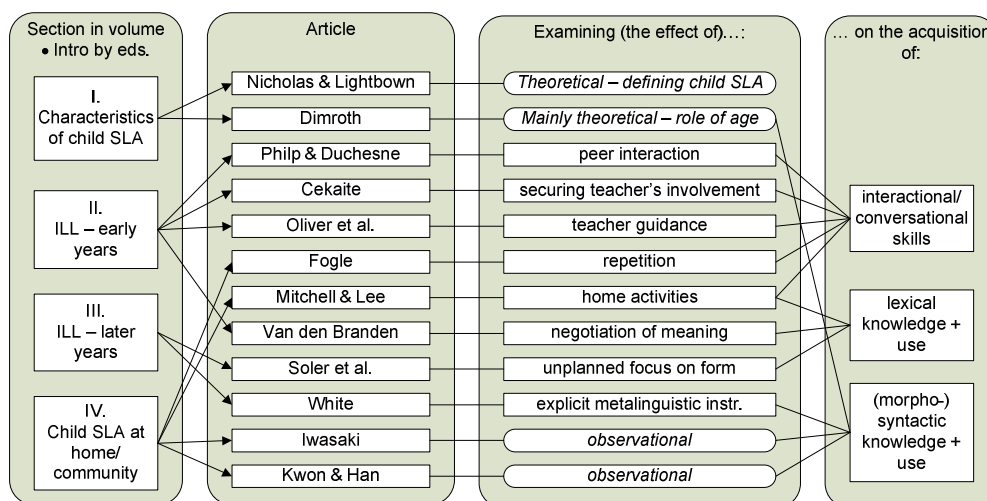 Section in volume
• Intro by eds.
I.
Characteristics
of child SLA
II.
ILL – early
years
III.
ILL – later
years
IV.
Child SLA at
home/
community
Article
Nicholas & Lightbown
Dimroth
Philp & Duchesne
Cekaite
Oliver et al.
Fogle
Mitchell & Lee
Van den Branden
Soler et al.
White
Iwasaki
Kwon & Han
Examining (the effect of)…:
Theoretical – defining child SLA
Mainly theoretical – role of age
peer interaction
securing teacher's involvement
teacher guidance
repetition
home activities
negotiation of meaning
unplanned focus on form
explicit metalinguistic instr.
observational
observational
… on the acquisition
of:
interactional/
conversational
skills
lexical
knowledge +
use
(morpho-)
syntactic
knowledge +
use